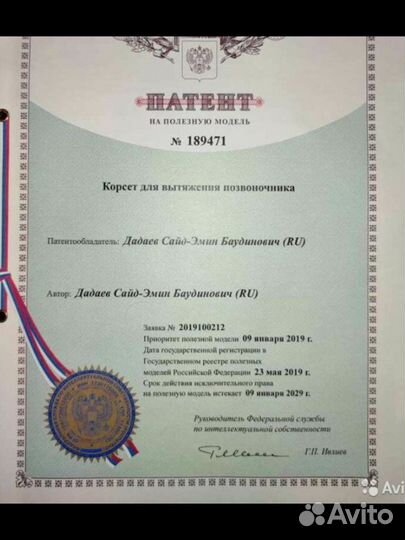 ПАТЕНТ
НА ПОЛЕЗНУЮ МОДЕЛЬ
№ 189471
Корсет для вытяжения позвоночника
Патентообладатель: Дадаев Сайд-Эмин Баудинович (RU)
Автор: Дадаев Сайд-Эмин Баудинович (RU)
Заявка № 2019100212
Приоритет полезной модели 09 января 2019 г.
Дата государственной регистрации в
Государственном реестре полезных
моделей Российской Федерации 23 мая 2019 г.
Срок действия исключительного права
на полезную модель истекает 09 января 2029 г.
Руководитель Федеральной службы
по интеллектуальной собственности
Г.П. Ивлиев
Avi
Avito